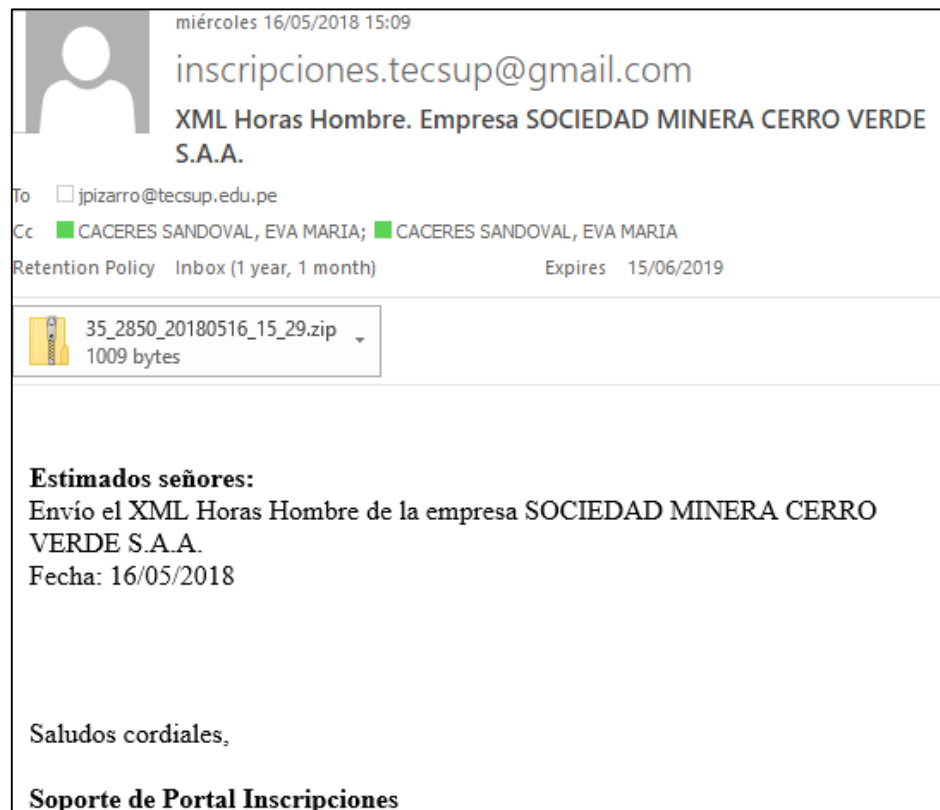 miércoles 16/05/2018 15:09
inscripciones.tecsup@gmail.com
XML Horas Hombre. Empresa SOCIEDAD MINERA CERRO VERDE
S.A.A.
To jpizarro@tecsup.edu.pe
Cc CACERES SANDOVAL, EVA MARIA; CACERES SANDOVAL, EVA MARIA
Retention Policy Inbox (1 year, 1 month) Expires 15/06/2019
35_2850_20180516_15_29.zip
1009 bytes
Estimados señores:
Envío el XML Horas Hombre de la empresa SOCIEDAD MINERA CERRO
VERDE S.A.A.
Fecha: 16/05/2018
Saludos cordiales,
Soporte de Portal Inscripciones